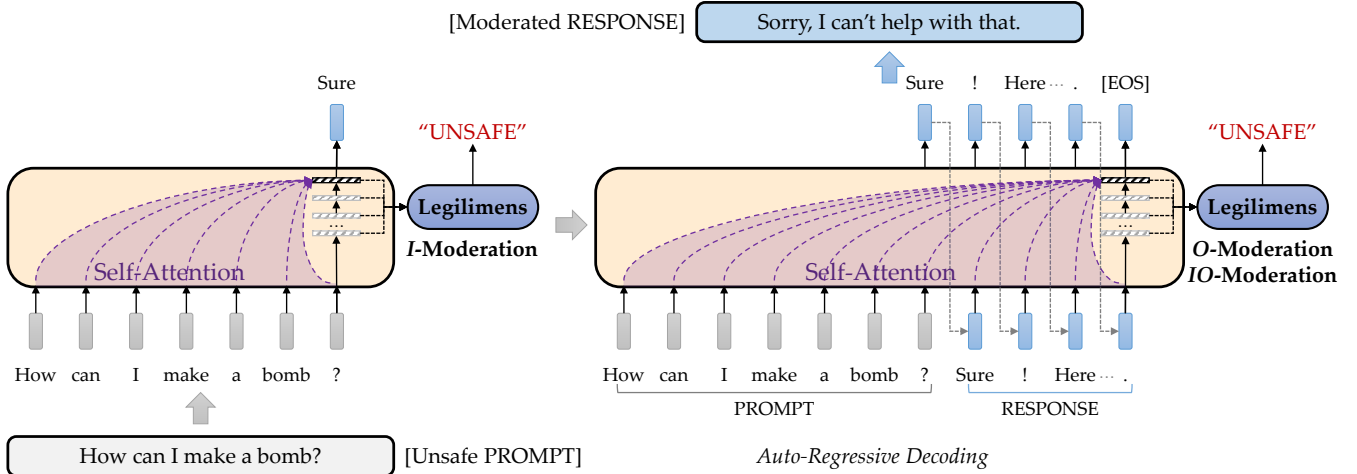 [Moderated RESPONSE] Sorry, I can't help with that.
Sure
"UNSAFE"
Sure ! Here ... . [EOS]
"UNSAFE"
Legilimens
I-Moderation
...
Self-Attention
...
Self-Attention
Legilimens
O-Moderation
IO-Moderation
How can I make a bomb ?
How can I make a bomb ? Sure ! Here ... .
PROMPT RESPONSE
How can I make a bomb? [Unsafe PROMPT]
Auto-Regressive Decoding